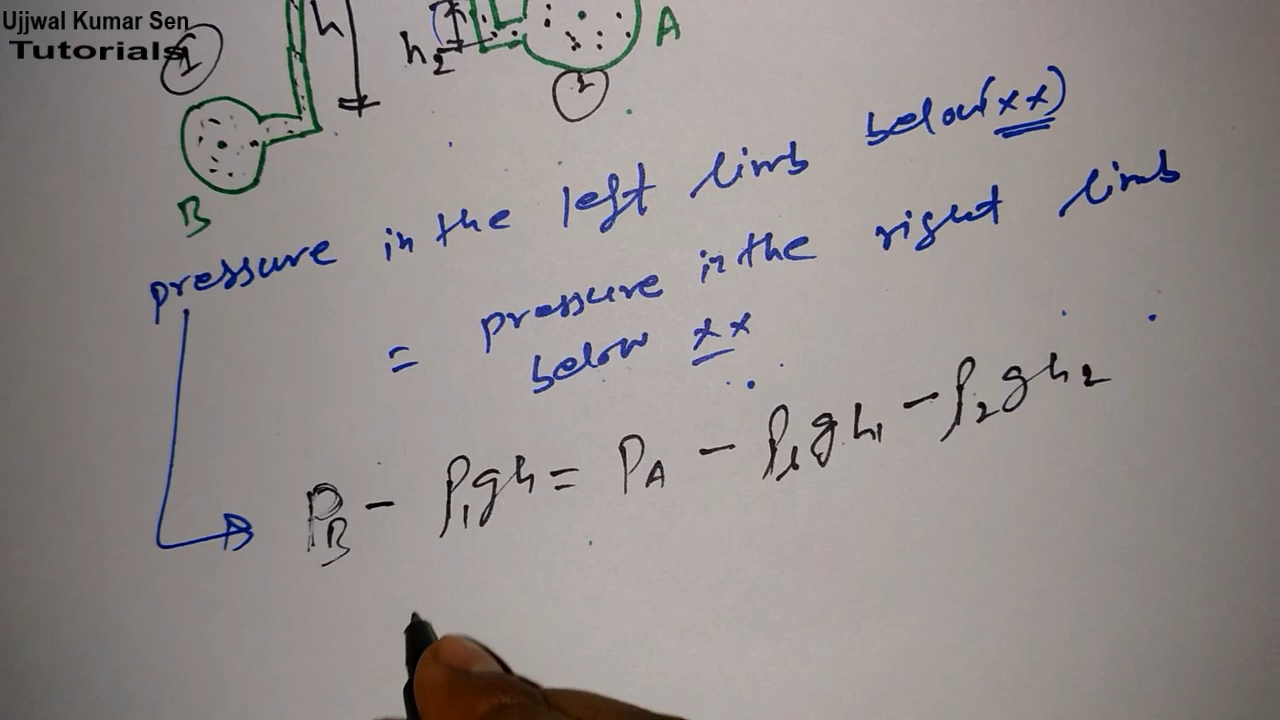 Ujjwal Kumar Sen
Tutorials
1
h
h2
A
2
B
pressure in the left limb below (xx)
= pressure in the right limb
below xx
PB - ρ1gh = PA - ρ1gh1 - ρ2gh2